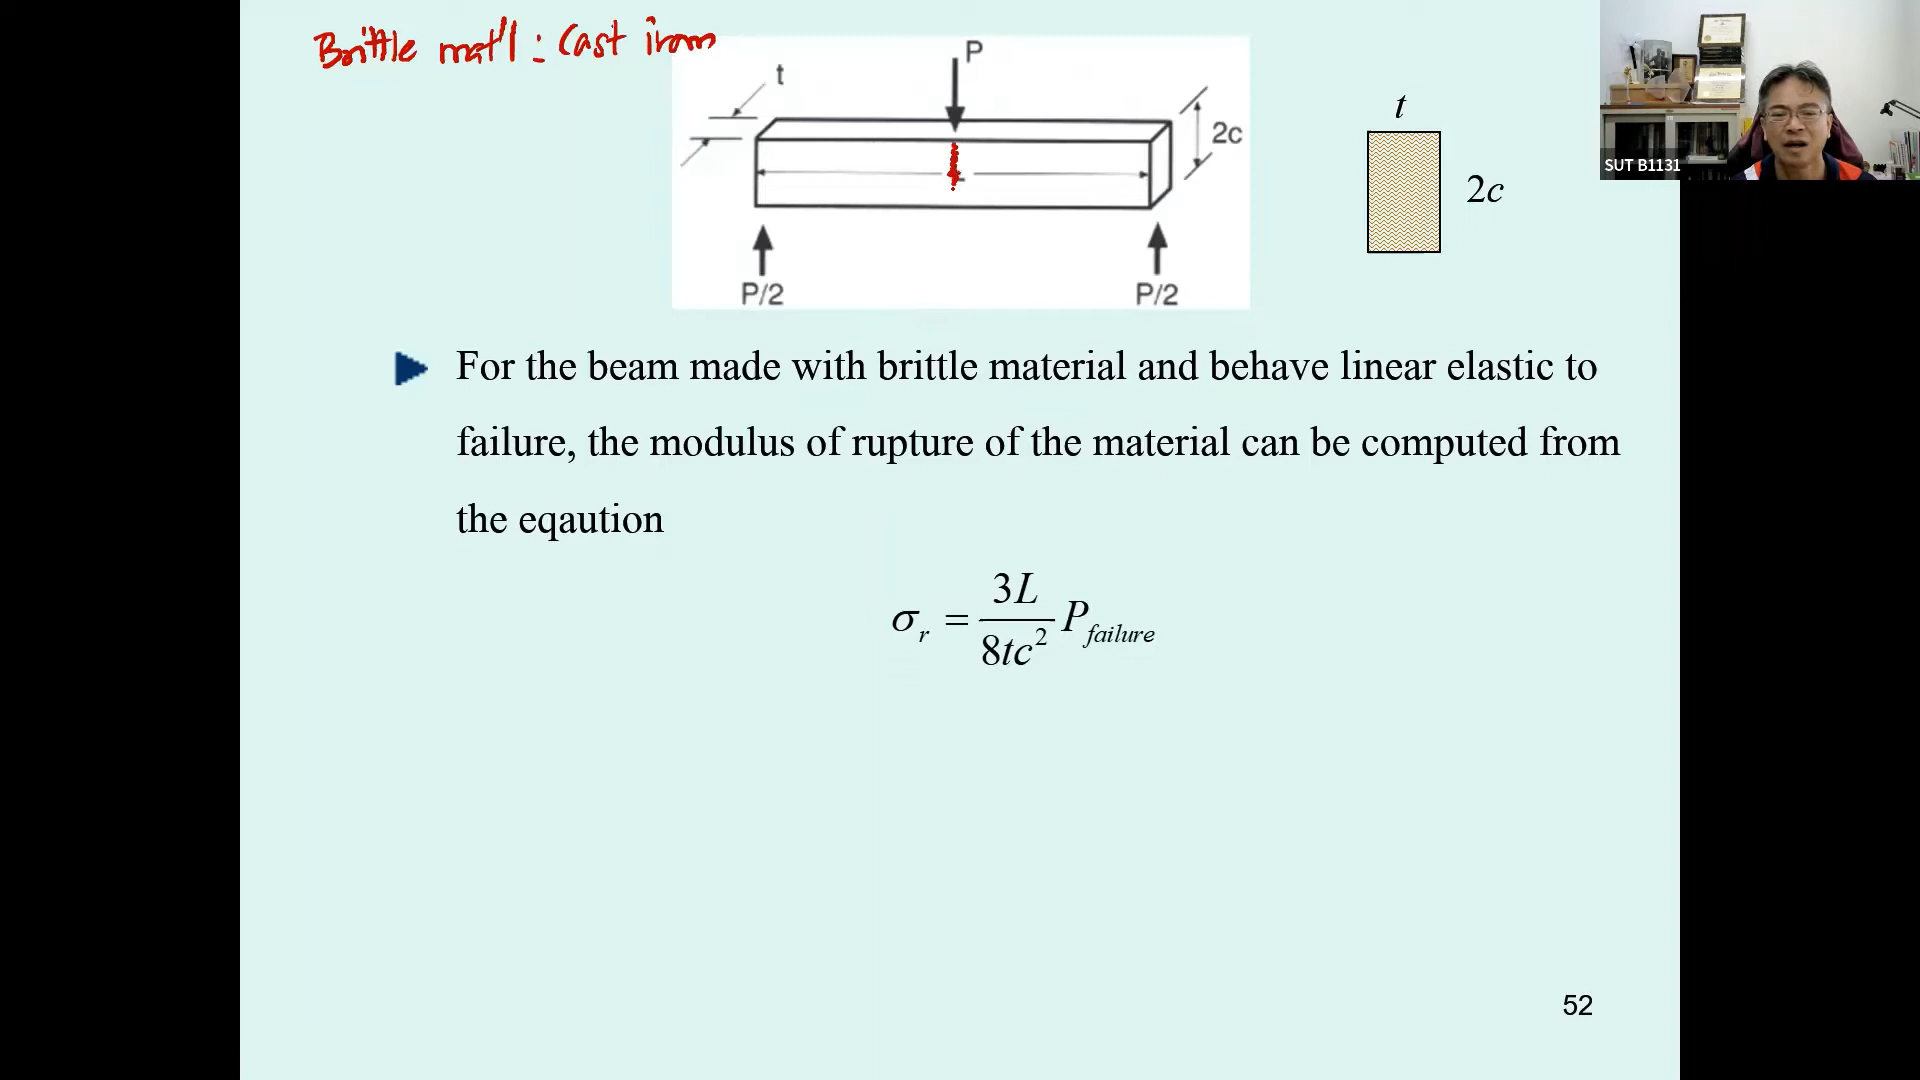 Brittle mat'l : Cast iron
P
t
2c
P/2
P/2
t
2c
SUT B1131
For the beam made with brittle material and behave linear elastic to
failure, the modulus of rupture of the material can be computed from
the eqaution
σr = 3L/8tc² Pfailure
52